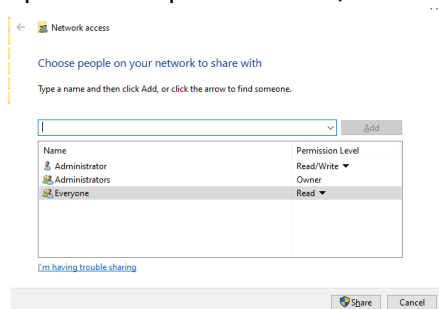 Network access
Choose people on your network to share with
Type a name and then click Add, or click the arrow to find someone.
Add
Name Permission Level
Administrator Read/Write
Administrators Owner
Everyone Read
I'm having trouble sharing
Share Cancel